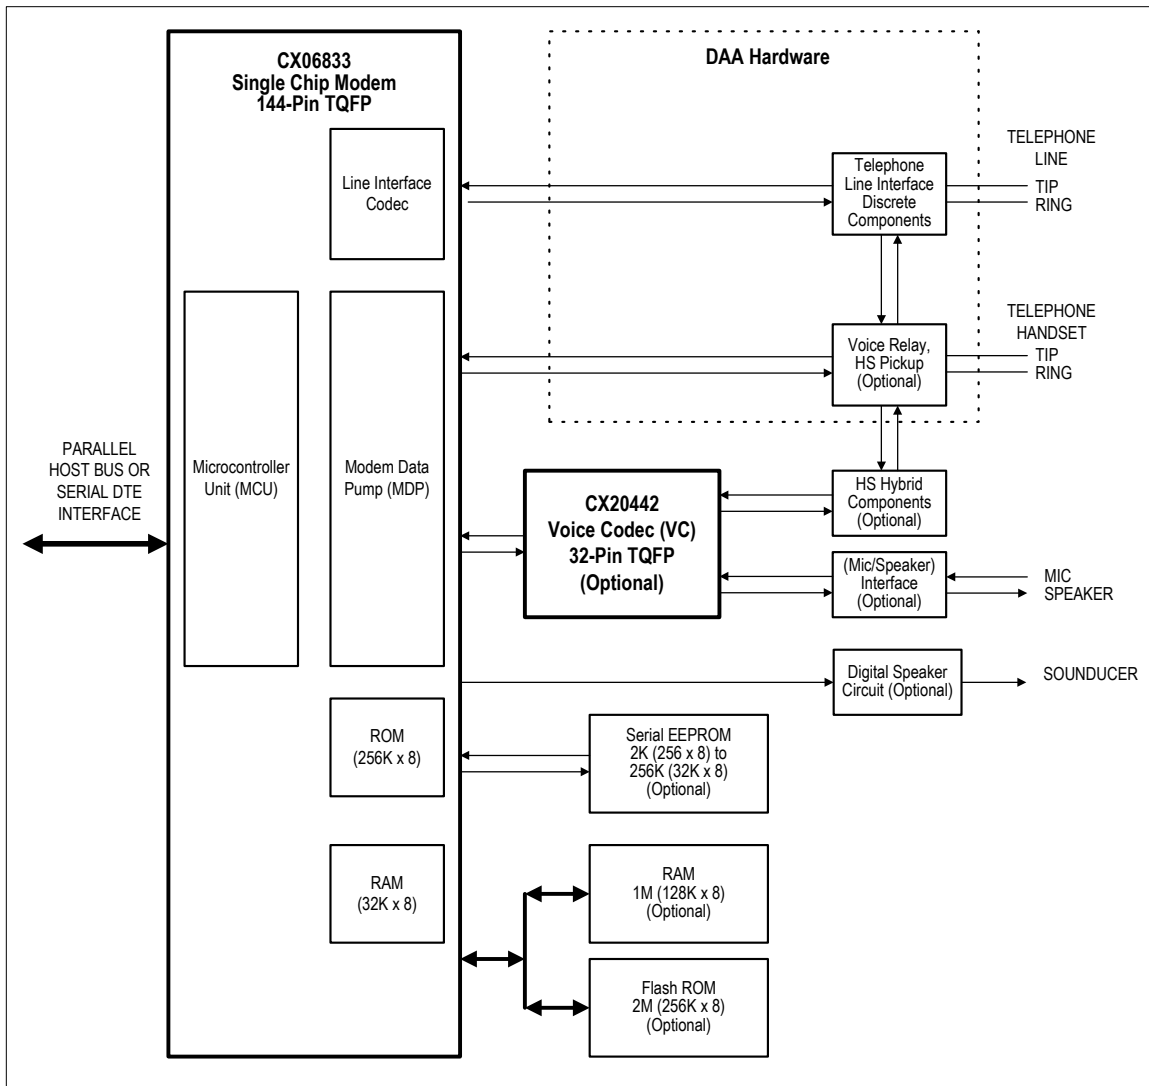 CX06833
Single Chip Modem
144-Pin TQFP
DAA Hardware
Line Interface
Codec
Telephone
Line Interface
Discrete
Components
TELEPHONE
LINE
TIP
RING
Microcontroller
Unit (MCU)
Modem Data
Pump (MDP)
Voice Relay,
HS Pickup
(Optional)
TELEPHONE
HANDSET
TIP
RING
PARALLEL
HOST BUS OR
SERIAL DTE
INTERFACE
CX20442
Voice Codec (VC)
32-Pin TQFP
(Optional)
HS Hybrid
Components
(Optional)
(Mic/Speaker)
Interface
(Optional)
MIC
SPEAKER
Digital Speaker
Circuit (Optional)
SOUNDUCER
ROM
(256K x 8)
Serial EEPROM
2K (256 x 8) to
256K (32K x 8)
(Optional)
RAM
(32K x 8)
RAM
1M (128K x 8)
(Optional)
Flash ROM
2M (256K x 8)
(Optional)